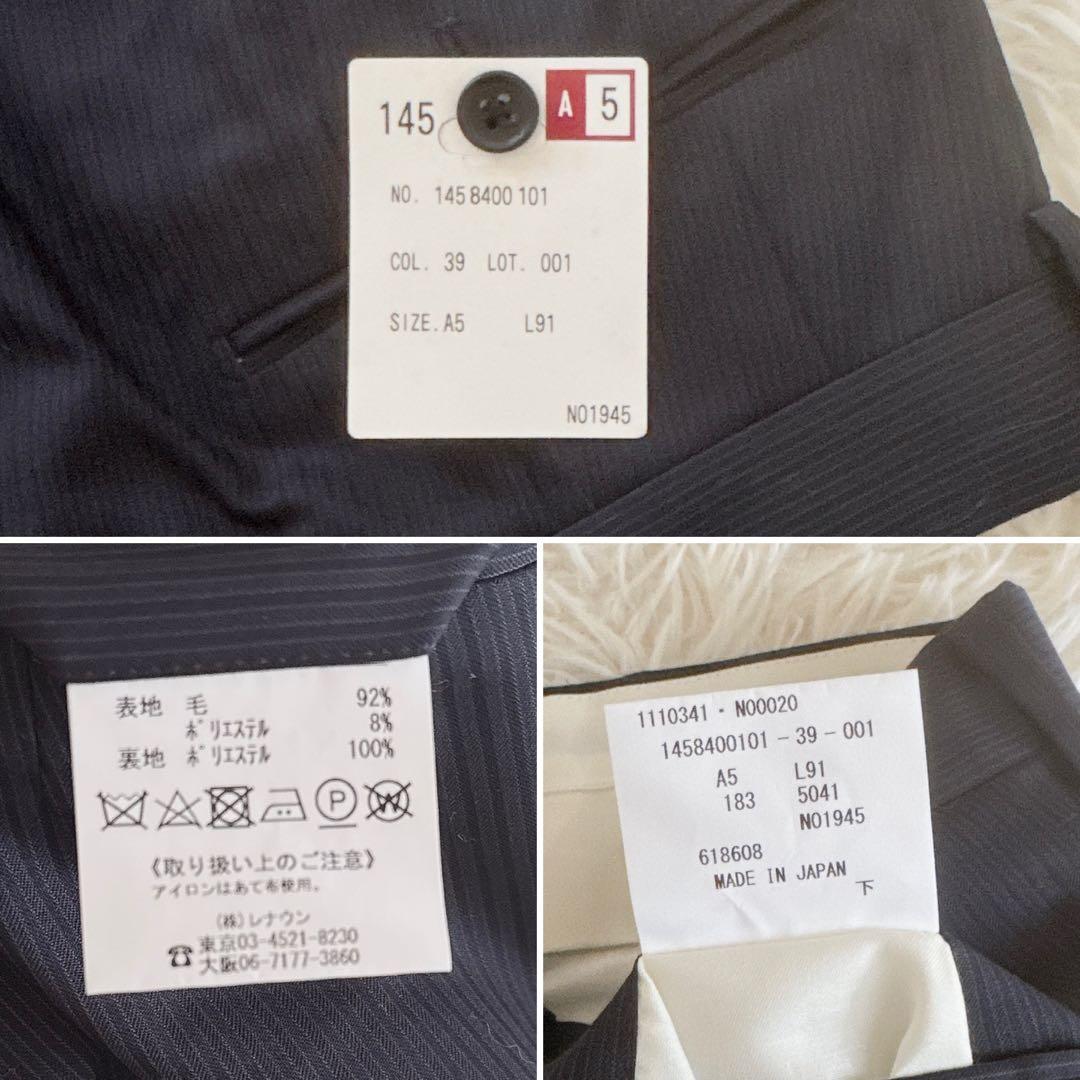 145 A 5
NO. 1458400101
COL. 39 LOT. 001
SIZE. A5 L91
N01945
表地 毛 92%
ポリエステル 8%
裏地 ポリエステル 100%
P W
《取り扱い上のご注意》
アイロンはあて布使用。
(株)レナウン
☎東京03-4521-8230
大阪06-7177-3860
1110341・N00020
1458400101-39-001
A5 L91
183 5041
N01945
618608
MADE IN JAPAN 下